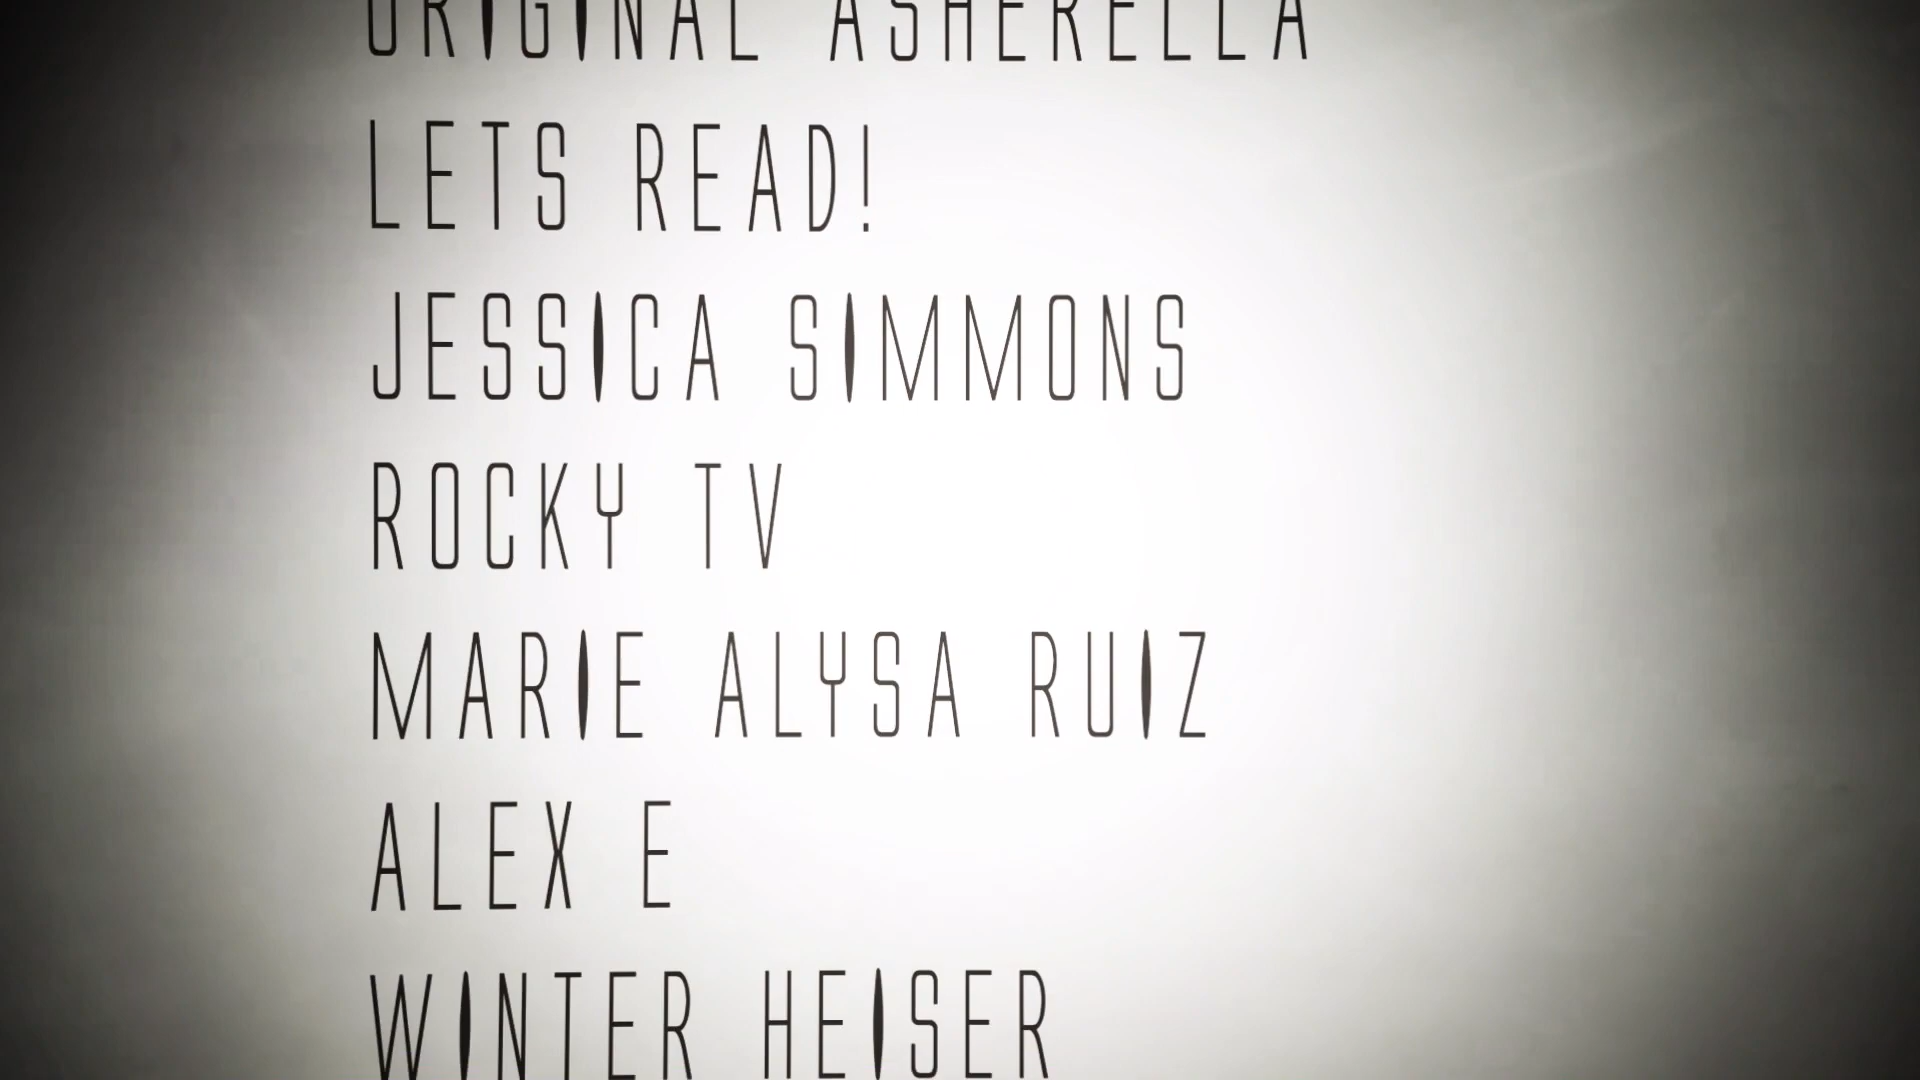 ORIGINAL ASHERELLA
LETS READ!
JESSICA SIMMONS
ROCKY TV
MARIE ALYSA RUIZ
ALEX E
WINTER HEISER